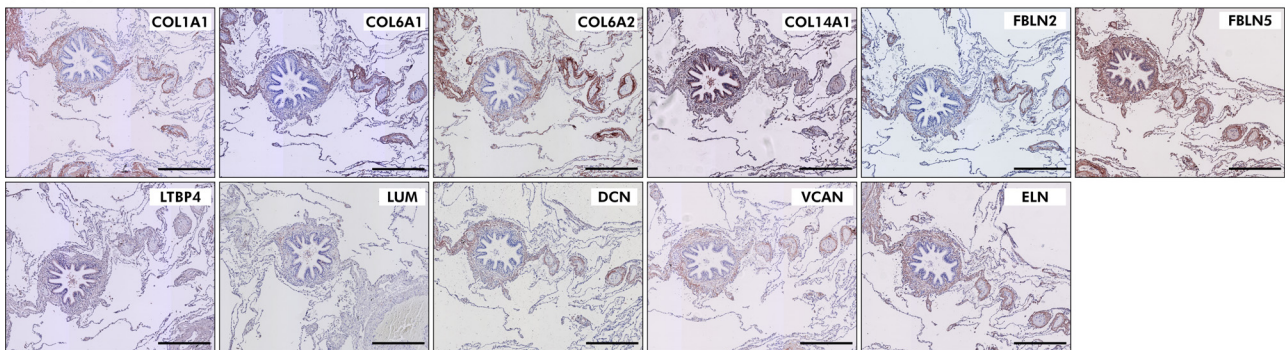 COL1A1
COL6A1
COL6A2
COL14A1
FBLN2
FBLN5
LTBP4
LUM
DCN
VCAN
ELN